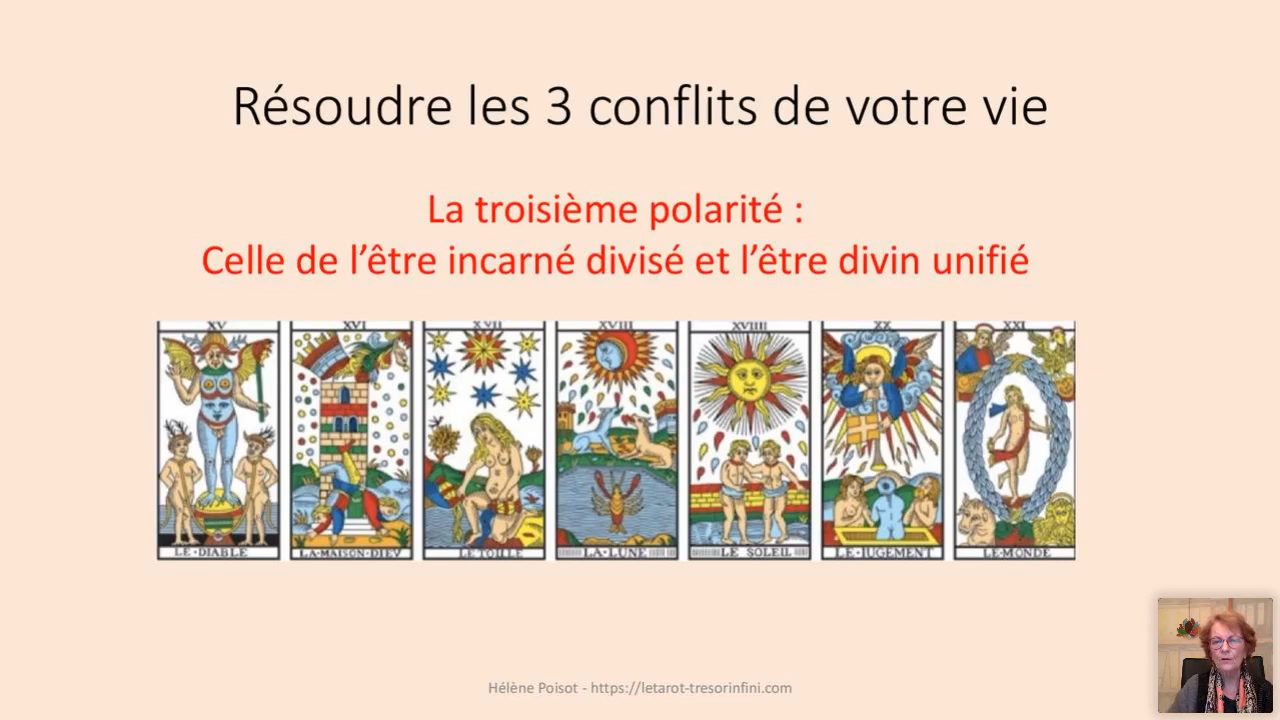 Résoudre les 3 conflits de votre vie
La troisième polarité :
Celle de l’être incarné divisé et l’être divin unifié
XV XVI XVII XVIII XVIIII XX XXI
LE·DIABLE LA·MAISON·DIEV LE·TOILLE LA·LUNE LE SOLEIL LE·JUGEMENT LE·MONDE
Hélène Poisot - https://letarot-tresorinfini.com